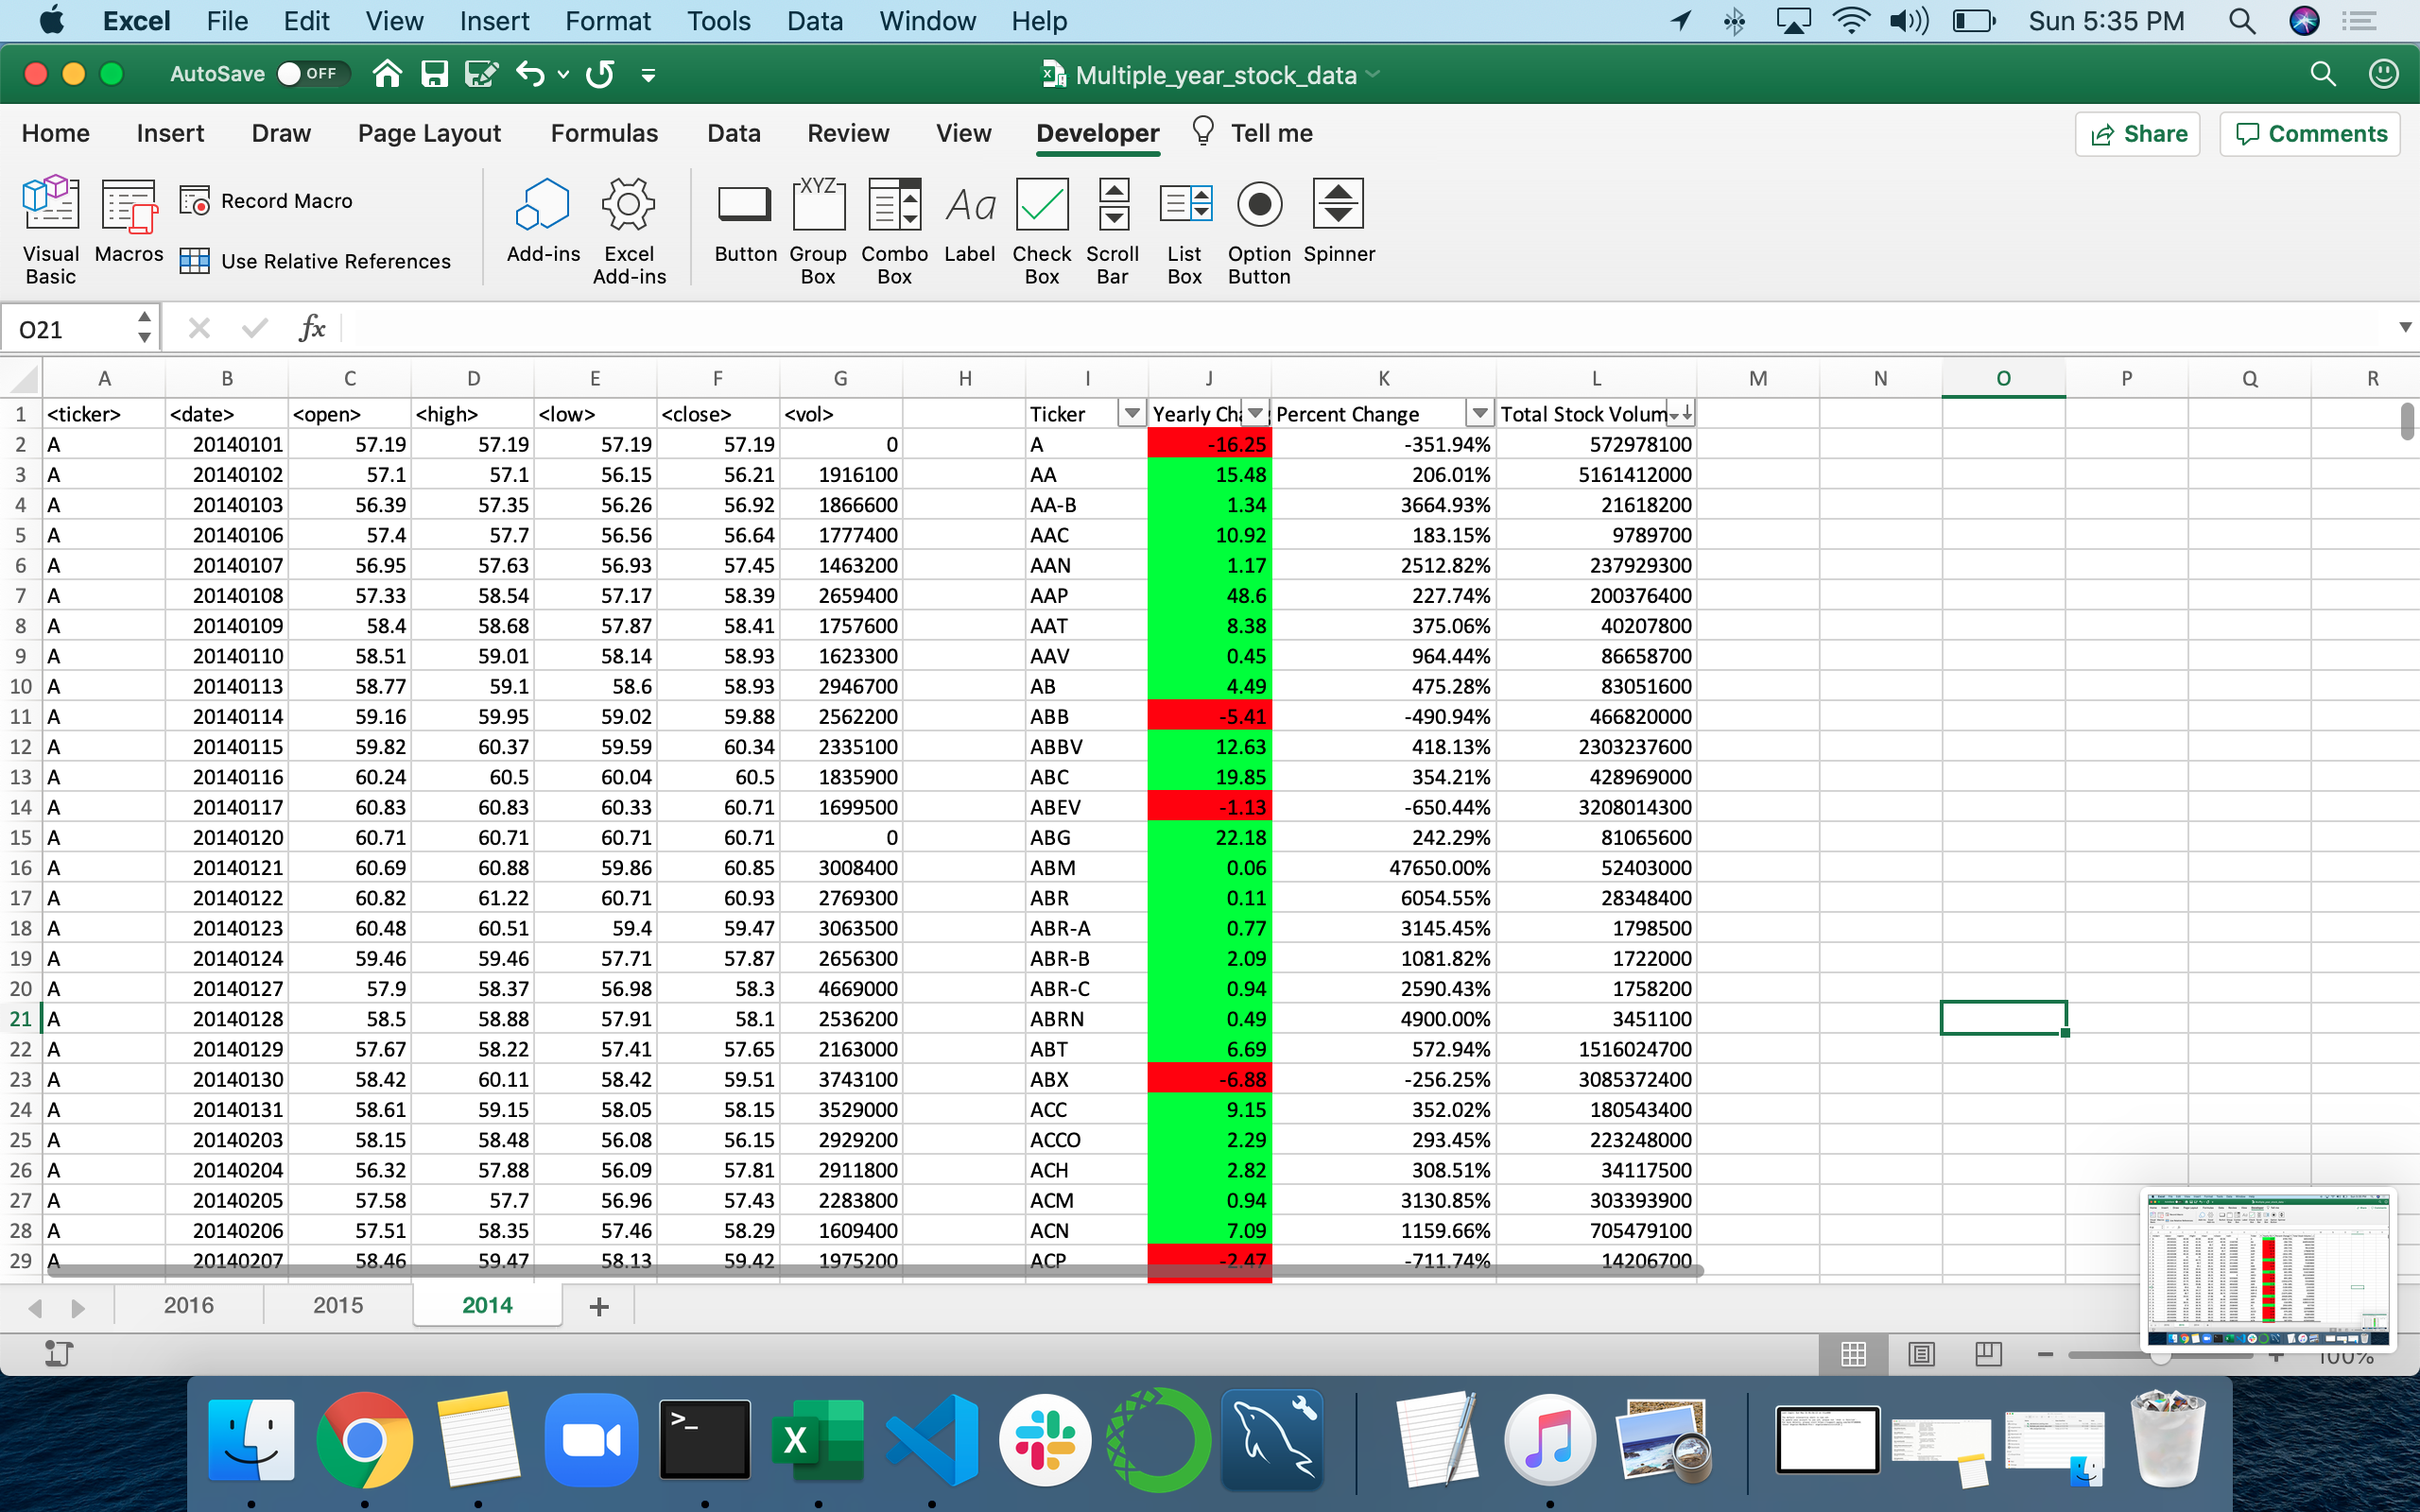 Excel File Edit View Insert Format Tools Data Window Help Sun 5:35 PM
AutoSave OFF Multiple_year_stock_data
Home Insert Draw Page Layout Formulas Data Review View Developer Tell me Share Comments
Visual Basic Macros Record Macro Use Relative References Add-ins Excel Add-ins Button XYZ Group Box Combo Box Aa Label Check Box Scroll Bar List Box Option Button Spinner
O21 fx
A B C D E F G H I J K L M N O P Q R
1 <ticker> <date> <open> <high> <low> <close> <vol> Ticker Yearly Percent Change Total Stock Volum
2 A 20140101 57.19 57.19 57.19 57.19 0 A -16.25 -351.94% 572978100
3 A 20140102 57.1 57.1 56.15 56.21 1916100 AA 15.48 206.01% 5161412000
4 A 20140103 56.39 57.35 56.26 56.92 1866600 AA-B 1.34 3664.93% 21618200
5 A 20140106 57.4 57.7 56.56 56.64 1777400 AAC 10.92 183.15% 9789700
6 A 20140107 56.95 57.63 56.93 57.45 1463200 AAN 1.17 2512.82% 237929300
7 A 20140108 57.33 58.54 57.17 58.39 2659400 AAP 48.6 227.74% 200376400
8 A 20140109 58.4 58.68 57.87 58.41 1757600 AAT 8.38 375.06% 40207800
9 A 20140110 58.51 59.01 58.14 58.93 1623300 AAV 0.45 964.44% 86658700
10 A 20140113 58.77 59.1 58.6 58.93 2946700 AB 4.49 475.28% 83051600
11 A 20140114 59.16 59.95 59.02 59.88 2562200 ABB -5.41 -490.94% 466820000
12 A 20140115 59.82 60.37 59.59 60.34 2335100 ABBV 12.63 418.13% 2303237600
13 A 20140116 60.24 60.5 60.04 60.5 1835900 ABC 19.85 354.21% 428969000
14 A 20140117 60.83 60.83 60.33 60.71 1699500 ABEV -1.13 -650.44% 3208014300
15 A 20140120 60.71 60.71 60.71 60.71 0 ABG 22.18 242.29% 81065600
16 A 20140121 60.69 60.88 59.86 60.85 3008400 ABM 0.06 47650.00% 52403000
17 A 20140122 60.82 61.22 60.71 60.93 2769300 ABR 0.11 6054.55% 28348400
18 A 20140123 60.48 60.51 59.4 59.47 3063500 ABR-A 0.77 3145.45% 1798500
19 A 20140124 59.46 59.46 57.71 57.87 2656300 ABR-B 2.09 1081.82% 1722000
20 A 20140127 57.9 58.37 56.98 58.3 4669000 ABR-C 0.94 2590.43% 1758200
21 A 20140128 58.5 58.88 57.91 58.1 2536200 ABRN 0.49 4900.00% 3451100
22 A 20140129 57.67 58.22 57.41 57.65 2163000 ABT 6.69 572.94% 1516024700
23 A 20140130 58.42 60.11 58.42 59.51 3743100 ABX -6.88 -256.25% 3085372400
24 A 20140131 58.61 59.15 58.05 58.15 3529000 ACC 9.15 352.02% 180543400
25 A 20140203 58.15 58.48 56.08 56.15 2929200 ACCO 2.29 293.45% 223248000
26 A 20140204 56.32 57.88 56.09 57.81 2911800 ACH 2.82 308.51% 34117500
27 A 20140205 57.58 57.7 56.96 57.43 2283800 ACM 0.94 3130.85% 303393900
28 A 20140206 57.51 58.35 57.46 58.29 1609400 ACN 7.09 1159.66% 705479100
29 A 20140207 58.46 59.47 58.13 59.42 1975200 ACP -2.47 -711.74% 14206700
2016 2015 2014 +
100%